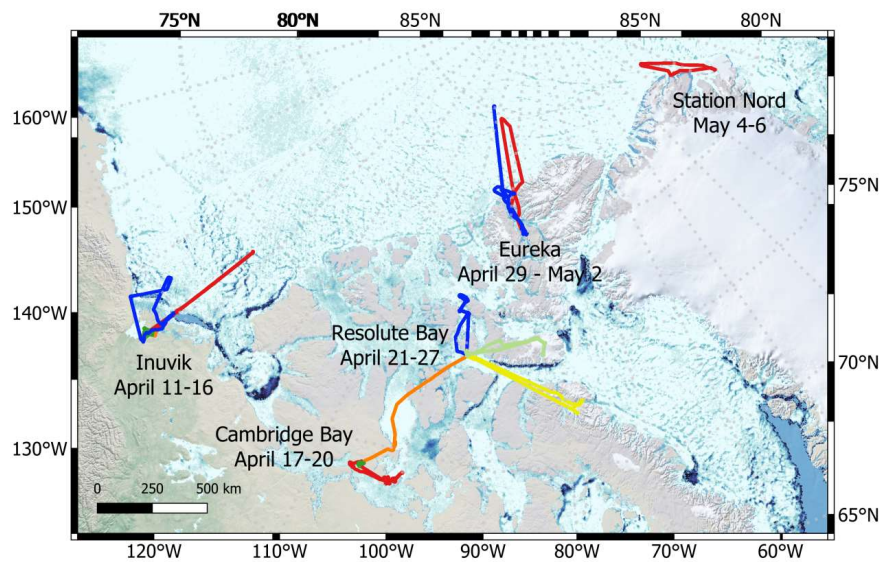 75°N 80°N 85°N 85°N 80°N
160°W
Station Nord
May 4-6
75°N
150°W
Eureka
April 29 - May 2
140°W
Resolute Bay
April 21-27
Inuvik
April 11-16
70°N
Cambridge Bay
April 17-20
130°W
0 250 500 km
65°N
120°W 110°W 100°W 90°W 80°W 70°W 60°W